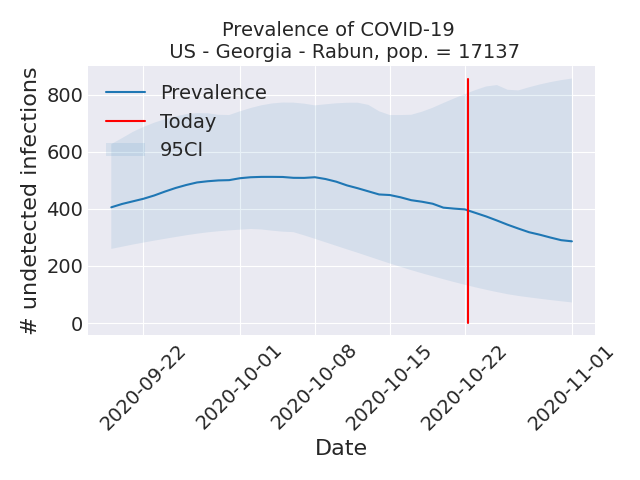 Prevalence of COVID-19
US - Georgia - Rabun, pop. = 17137
# undetected infections
800
600
400
200
0
Prevalence
Today
95CI
2020-09-22
2020-10-01
2020-10-08
2020-10-15
2020-10-22
2020-11-01
Date